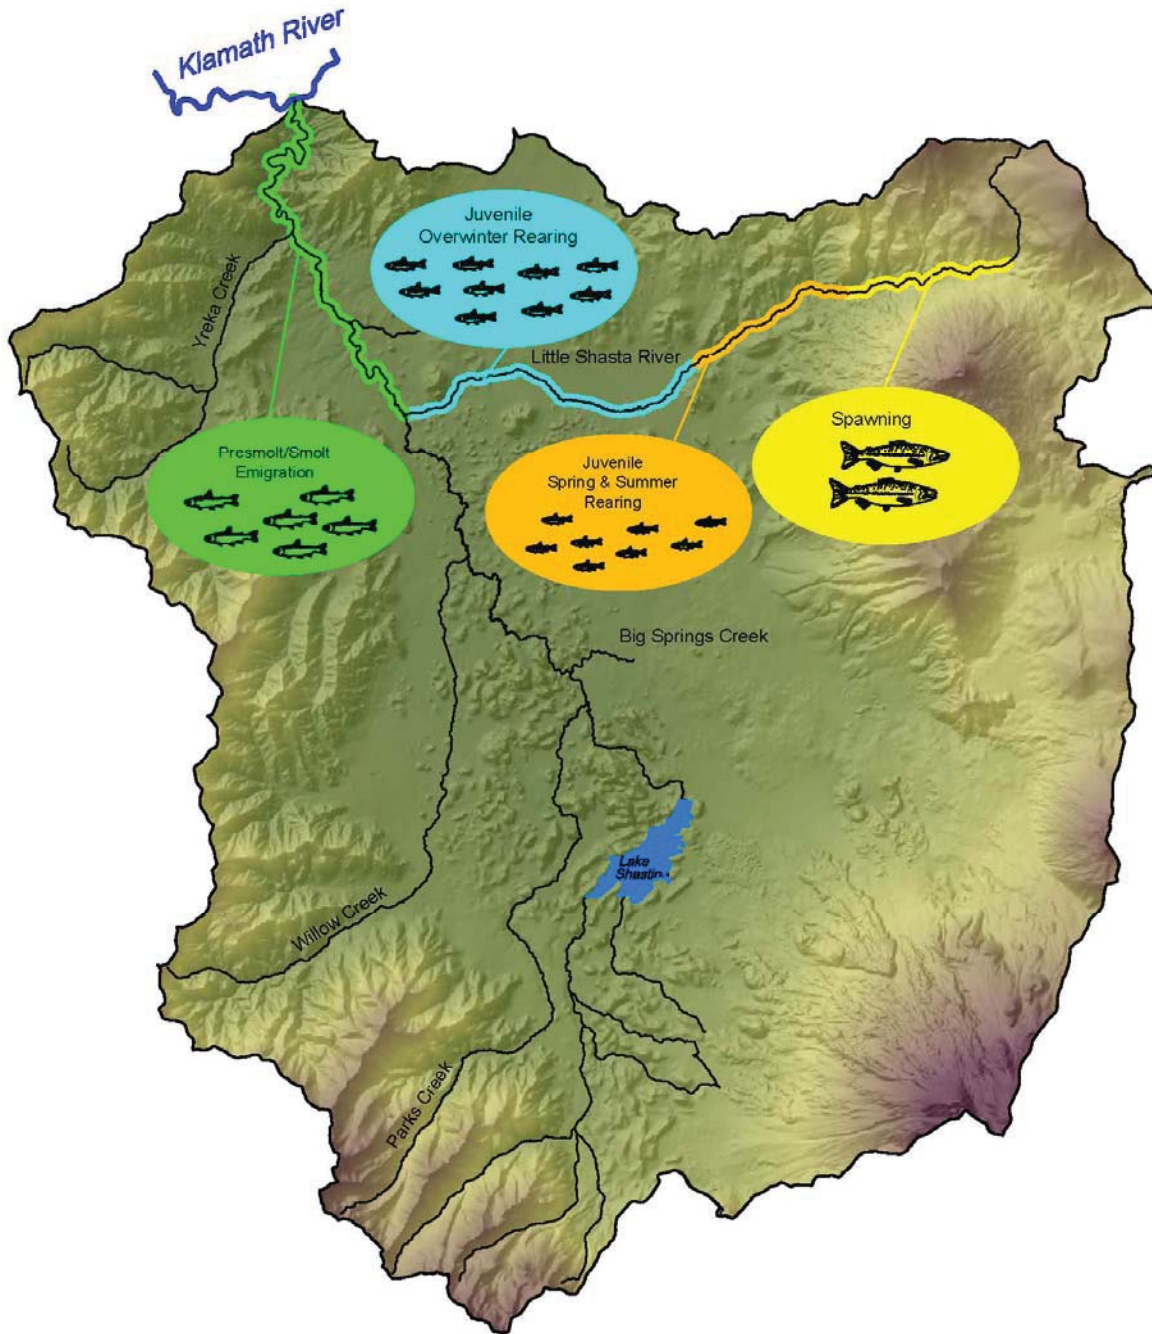 Klamath River
Juvenile
Overwinter Rearing
Yreka Creek
Little Shasta River
Spawning
Presmolt/Smolt
Emigration
Juvenile
Spring & Summer
Rearing
Big Springs Creek
Lake
Willow Creek
Parks Creek